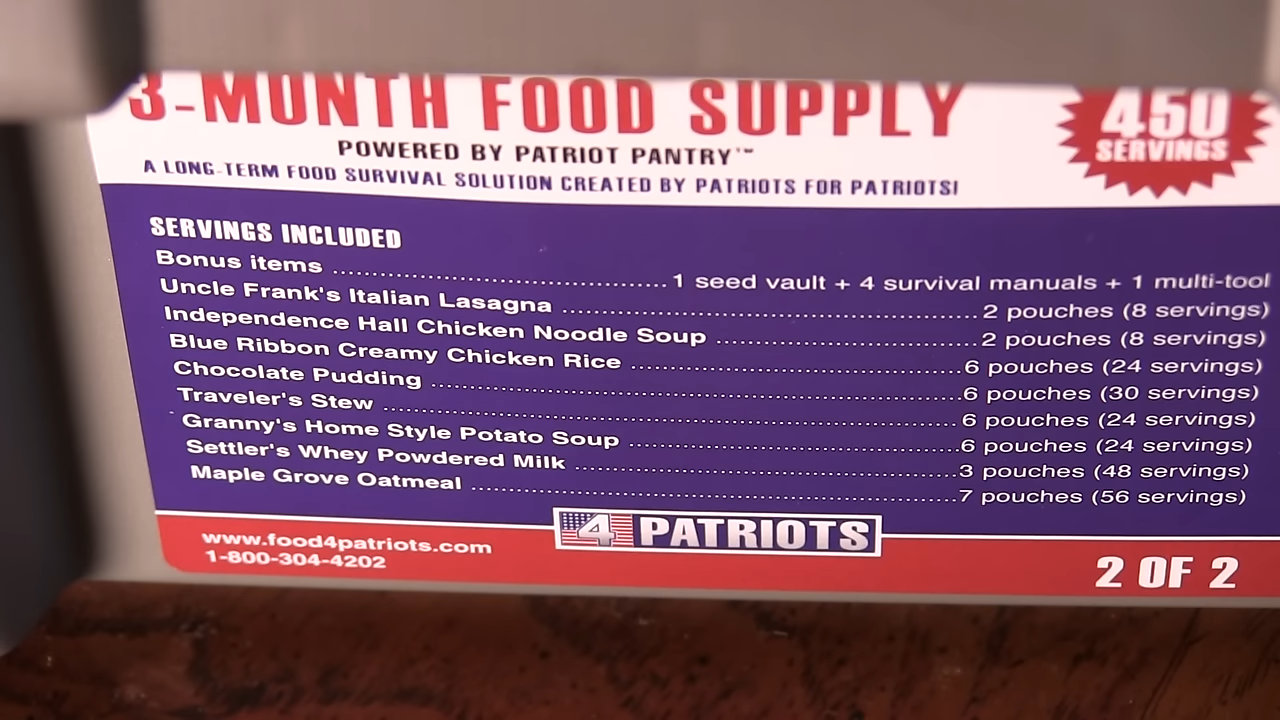 3-MONTH FOOD SUPPLY
450
SERVINGS
POWERED BY PATRIOT PANTRY™
A LONG-TERM FOOD SURVIVAL SOLUTION CREATED BY PATRIOTS FOR PATRIOTS!
SERVINGS INCLUDED
Bonus items ........................................ 1 seed vault + 4 survival manuals + 1 multi-tool
Uncle Frank's Italian Lasagna ........................................ 2 pouches (8 servings)
Independence Hall Chicken Noodle Soup ........................................ 2 pouches (8 servings)
Blue Ribbon Creamy Chicken Rice ........................................ 6 pouches (24 servings)
Chocolate Pudding ........................................ 6 pouches (30 servings)
Traveler's Stew ........................................ 6 pouches (24 servings)
Granny's Home Style Potato Soup ........................................ 6 pouches (24 servings)
Settler's Whey Powdered Milk ........................................ 3 pouches (48 servings)
Maple Grove Oatmeal ........................................ 7 pouches (56 servings)
4 PATRIOTS
www.food4patriots.com
1-800-304-4202
2 OF 2